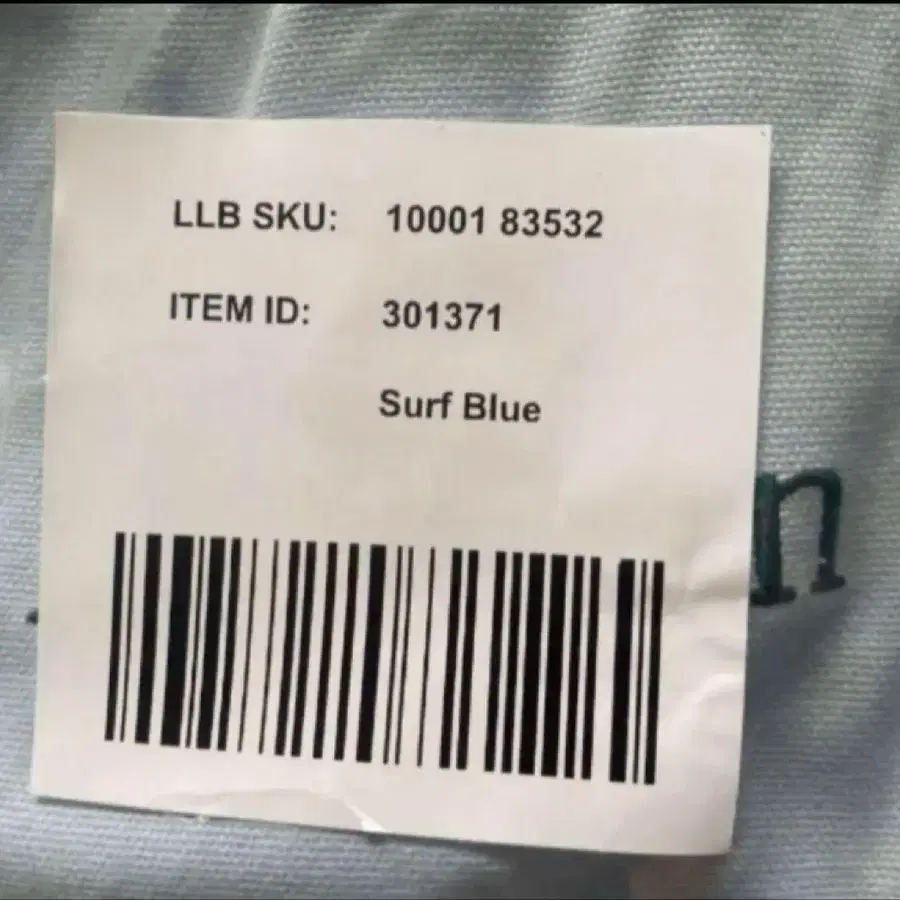 LLB SKU: 10001 83532
ITEM ID: 301371
Surf Blue
n